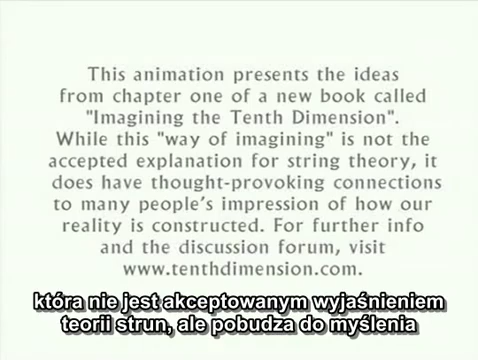 This animation presents the ideas
from chapter one of a new book called
"Imagining the Tenth Dimension".
While this "way of imagining" is not the
accepted explanation for string theory, it
does have thought-provoking connections
to many people's impression of how our
reality is constructed. For further info
and the discussion forum, visit
www.tenthdimension.com.
która nie jest akceptowanym wyjaśnieniem
teorii strun, ale pobudza do myślenia